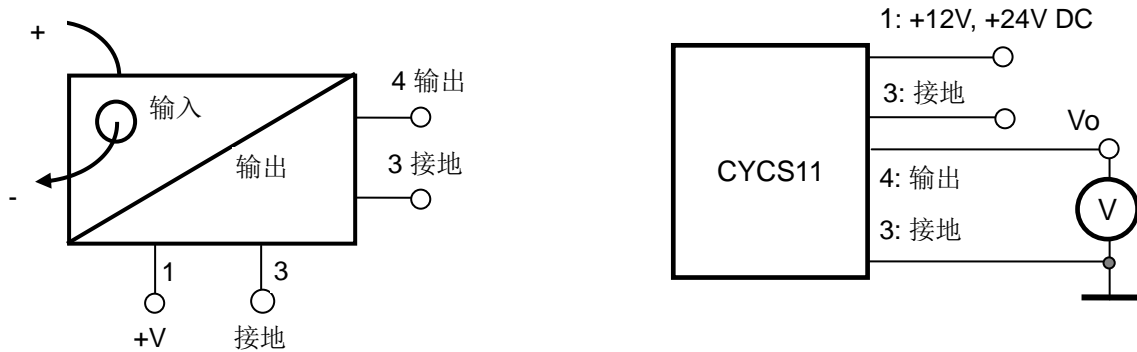 +
输入
输出
-
4 输出
3 接地
1
3
+V
接地
1: +12V, +24V DC
3: 接地
Vo
CYCS11
4: 输出
V
3: 接地